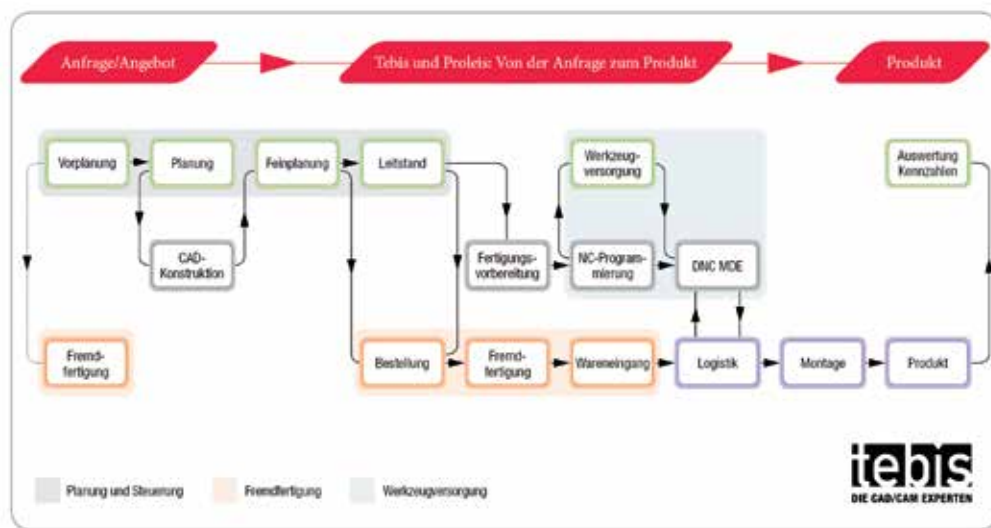 Anfrage/Angebot
Tebis und Proleis: Von der Anfrage zum Produkt
Produkt
Vorplanung
Planung
Feinplanung
Leitstand
Werkzeug-
versorgung
Auswertung
Kennzahlen
CAD-
Konstruktion
Fertigungs-
vorbereitung
NC-Program-
mierung
DNC MDE
Fremd-
fertigung
Bestellung
Fremd-
fertigung
Wareneingang
Logistik
Montage
Produkt
Planung und Steuerung
Fremdfertigung
Werkzeugversorgung
tebis
DIE CAD/CAM EXPERTEN